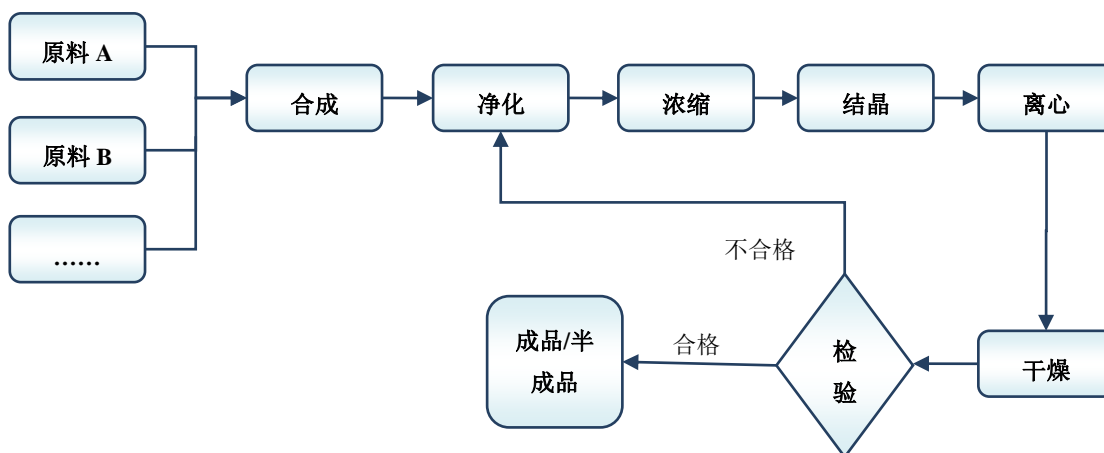 原料 A
原料 B
……
合成
净化
浓缩
结晶
离心
不合格
成品/半
成品
合格
检
验
干燥